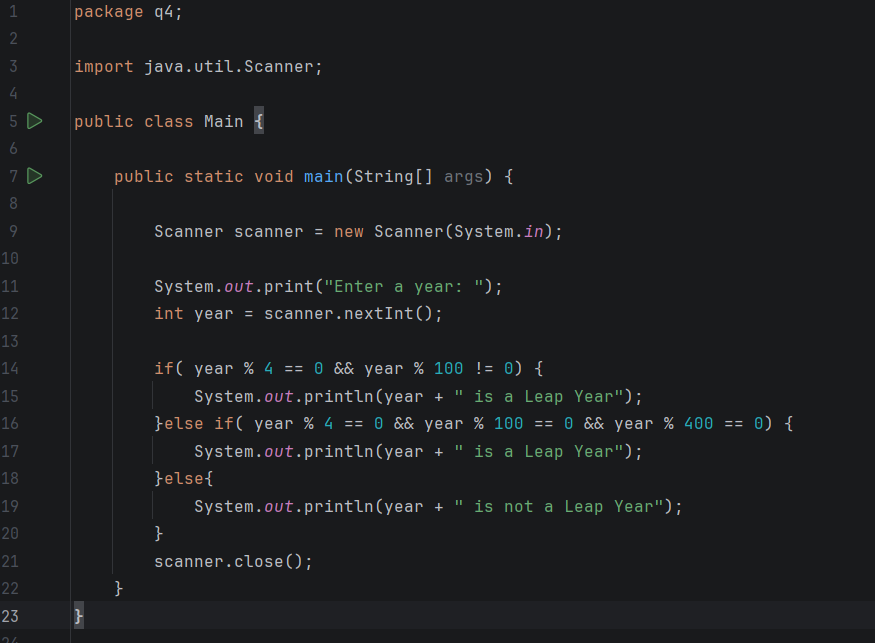 1 package q4;
2
3 import java.util.Scanner;
4
5 public class Main {
6
7 public static void main(String[] args) {
8
9 Scanner scanner = new Scanner(System.in);
10
11 System.out.print("Enter a year: ");
12 int year = scanner.nextInt();
13
14 if( year % 4 == 0 && year % 100 != 0) {
15 System.out.println(year + " is a Leap Year");
16 }else if( year % 4 == 0 && year % 100 == 0 && year % 400 == 0) {
17 System.out.println(year + " is a Leap Year");
18 }else{
19 System.out.println(year + " is not a Leap Year");
20 }
21 scanner.close();
22 }
23 }
24